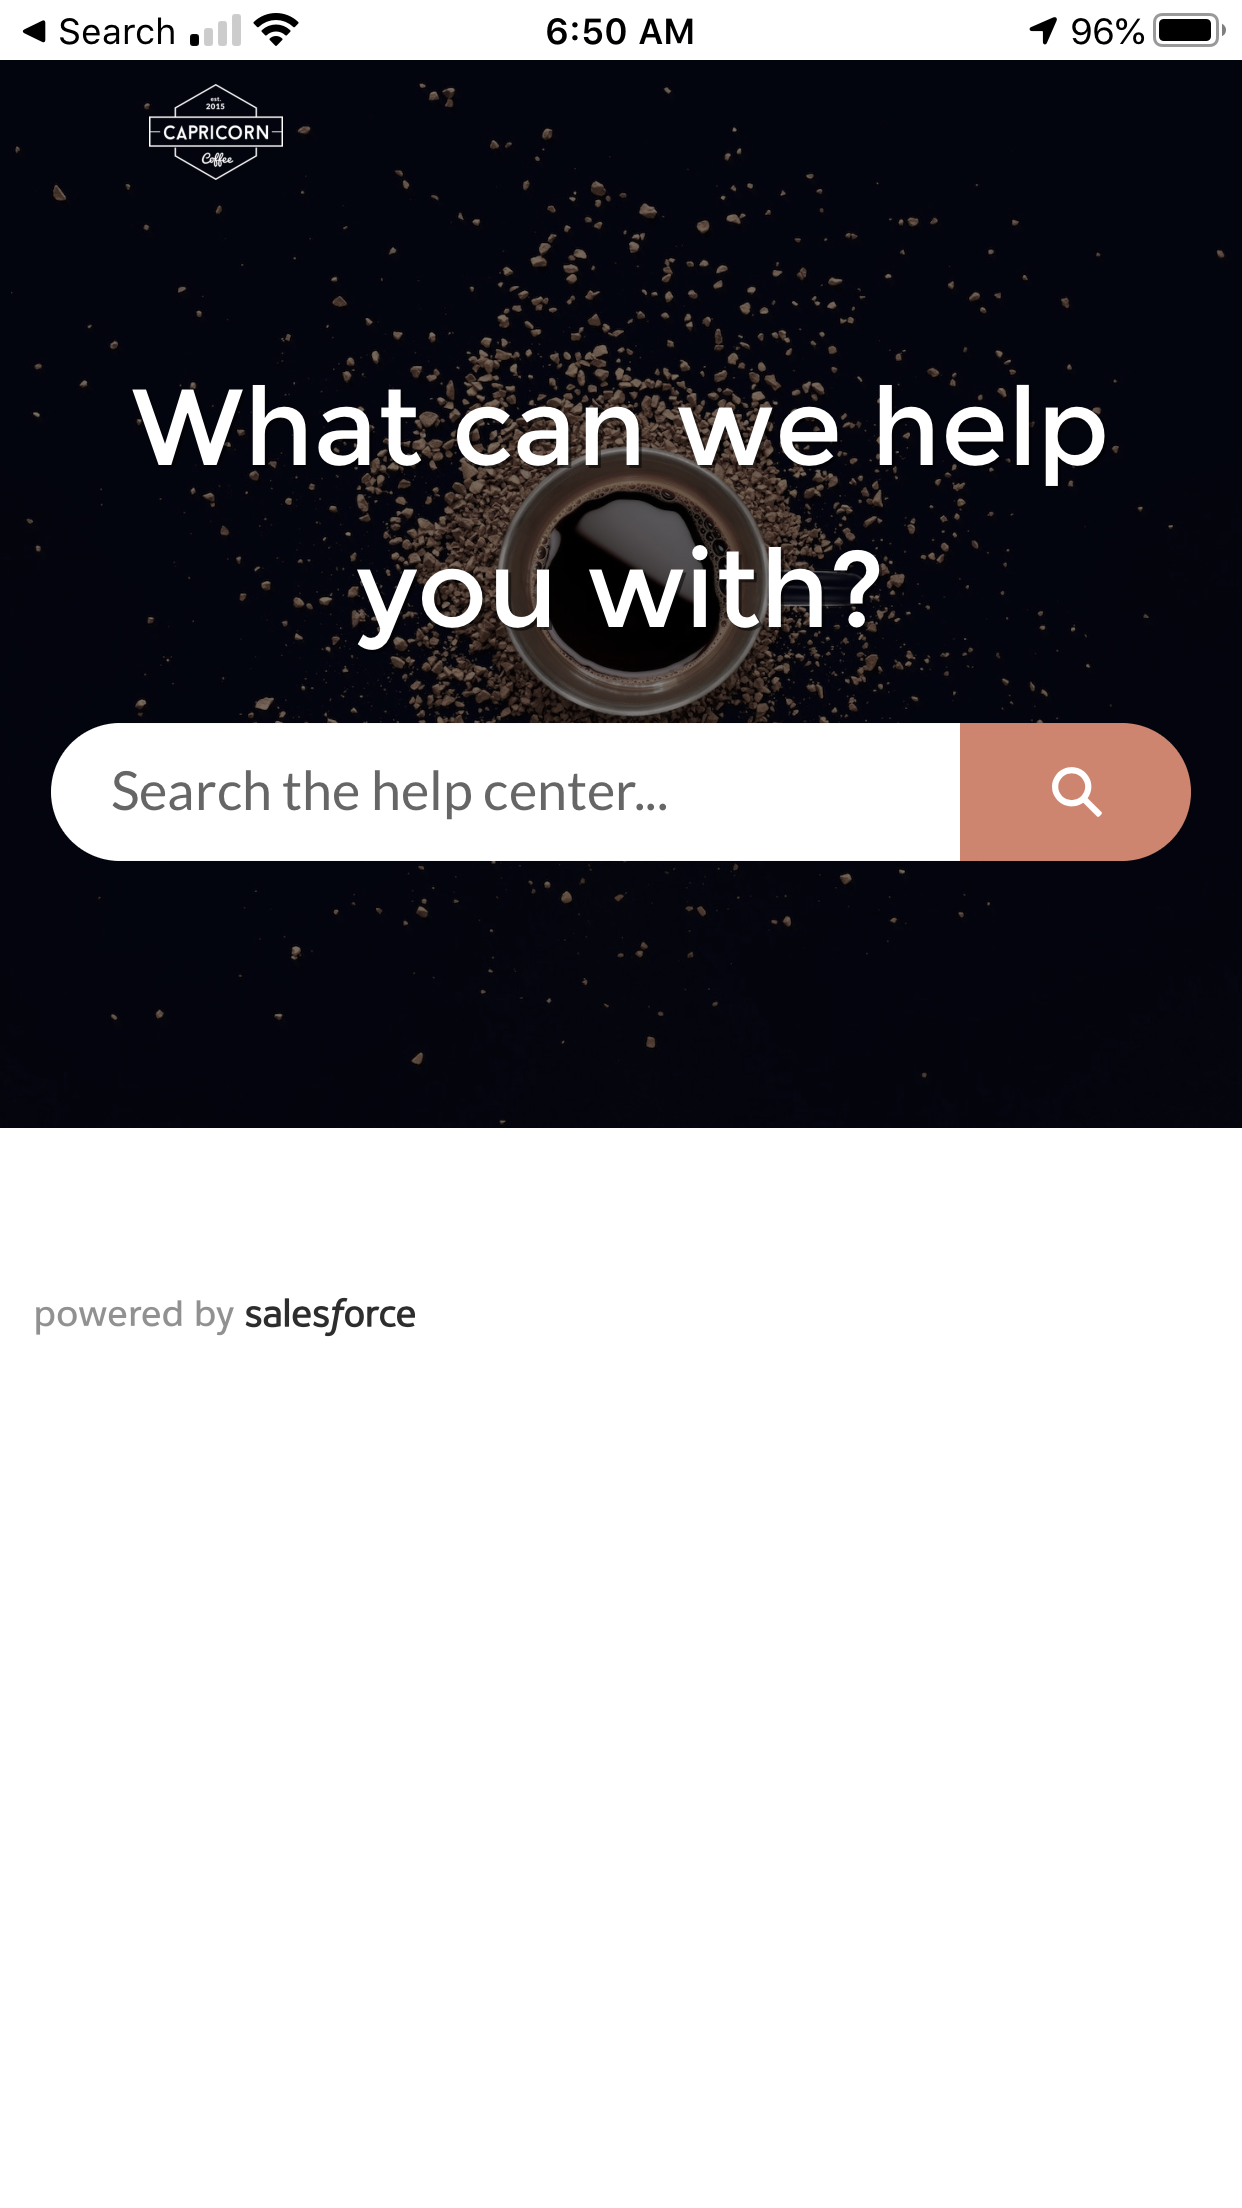 Search 6:50 AM 96%
est.
2015
CAPRICORN
Coffee
What can we help
you with?
Search the help center...
powered by salesforce